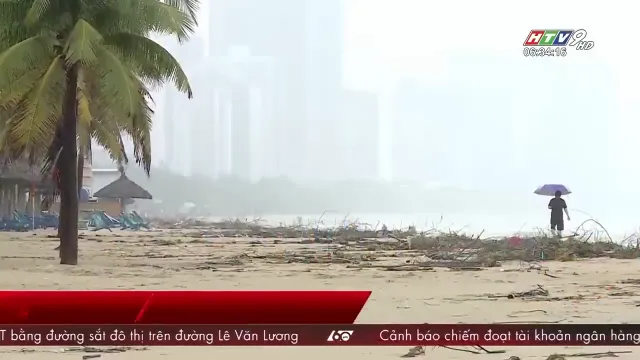 HTV9 HD
06:34:16
T bằng đường sắt đô thị trên đường Lê Văn Lương
Cảnh báo chiếm đoạt tài khoản ngân hàng